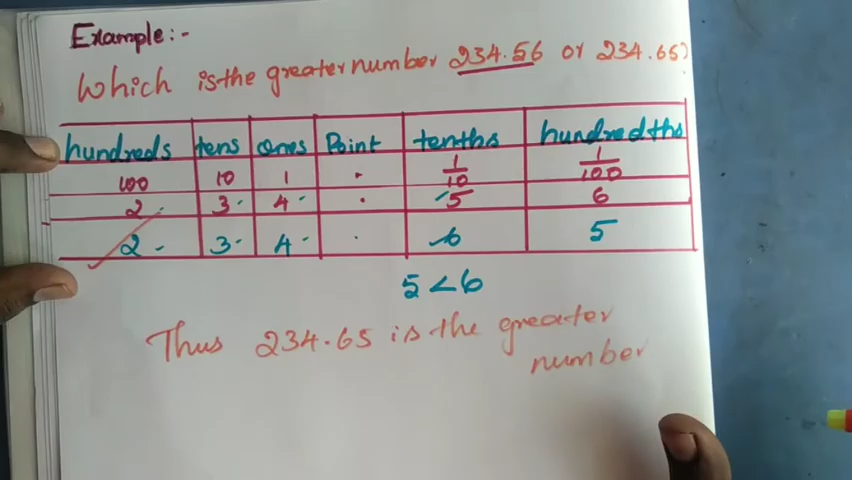 Example:-
Which is the greater number 234.56 or 234.65?
hundreds tens ones Point tenths hundredths
100 10 1 . 1/10 1/100
2 3 4 . 5 6
2 3 4 . 6 5
5 < 6
Thus 234.65 is the greater
number